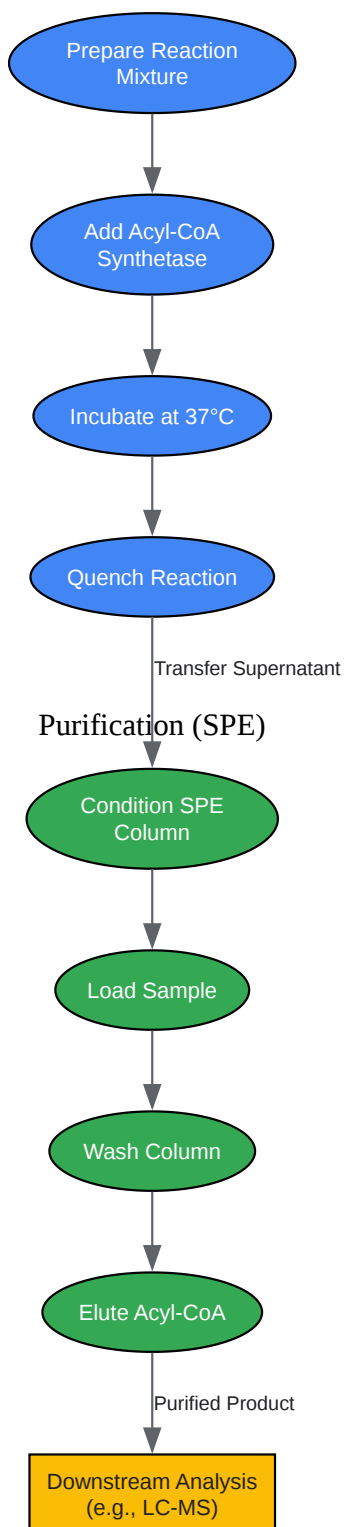 Prepare Reaction
Mixture
Add Acyl-CoA
Synthetase
Incubate at 37°C
Quench Reaction
Transfer Supernatant
Purification (SPE)
Condition SPE
Column
Load Sample
Wash Column
Elute Acyl-CoA
Purified Product
Downstream Analysis
(e.g., LC-MS)